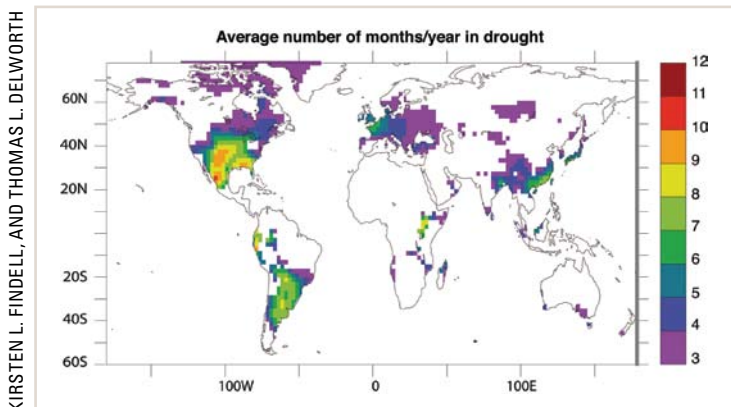 KIRSTEN L. FINDELL, AND THOMAS L. DELWORTH
Average number of months/year in drought
60N
40N
20N
20S
40S
60S
100W
0
100E
12
11
10
9
8
7
6
5
4
3